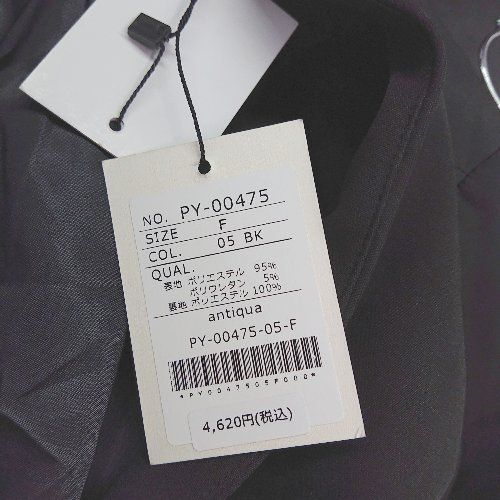 NO. PY-00475
SIZE F
COL. 05 BK
QUAL.
表地 ポリエステル 95%
ポリウレタン 5%
裏地 ポリエステル 100%
antiqua
PY-00475-05-F
*PY0047505F000*
4,620円(税込)